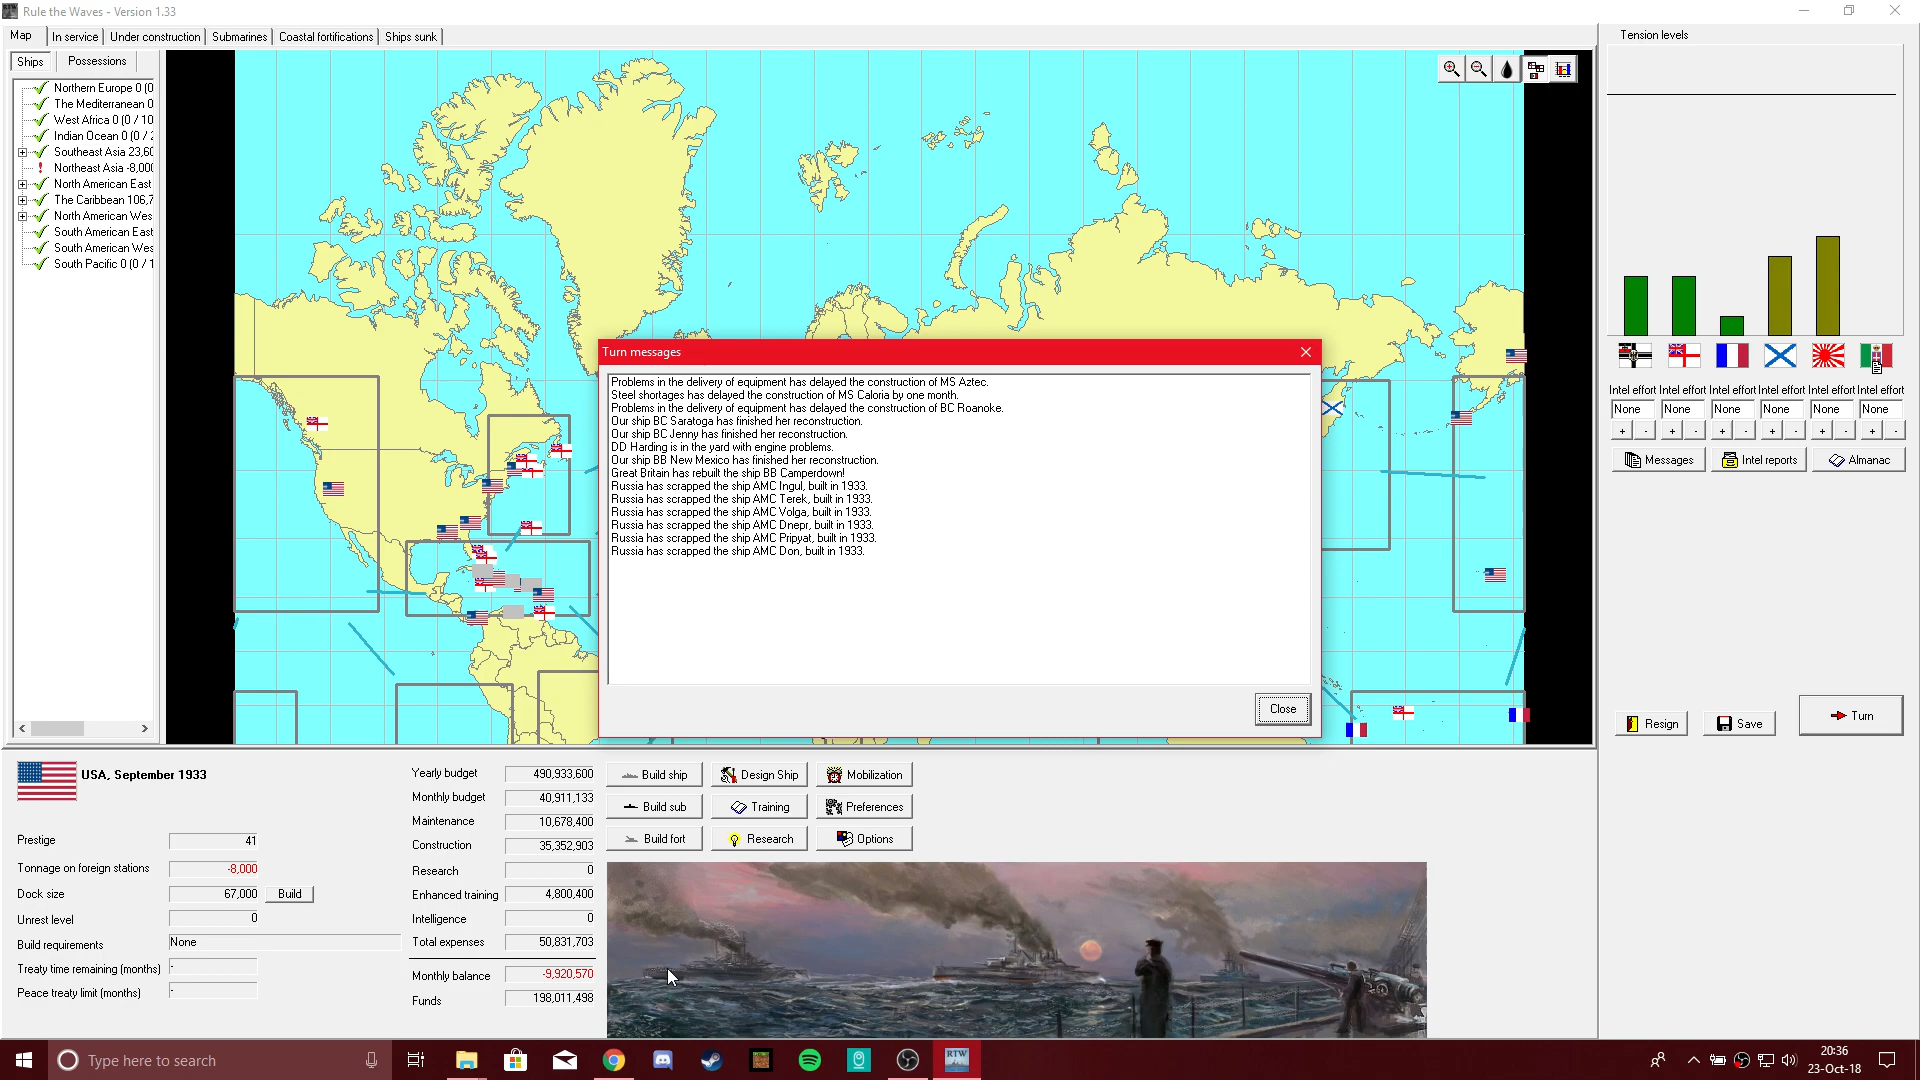 Rule the Waves - Version 1.33
Map
In service
Under construction
Submarines
Coastal fortifications
Ships sunk
Ships
Possessions
Northern Europe 0 (0
The Mediterranean 0
West Africa 0 (0 / 10
Indian Ocean 0 (0 / 2
Southeast Asia 23,60
Northeast Asia -8,000
North American East
The Caribbean 106,7
North American Wes
South American East
South American Wes
South Pacific 0 (0 / 1
Turn messages
Problems in the delivery of equipment has delayed the construction of MS Aztec.
Steel shortages has delayed the construction of MS Caloria by one month.
Problems in the delivery of equipment has delayed the construction of BC Roanoke.
Our ship BC Saratoga has finished her reconstruction.
Our ship BC Jenny has finished her reconstruction.
DD Harding is in the yard with engine problems.
Our ship BB New Mexico has finished her reconstruction.
Great Britain has rebuilt the ship BB Camperdown!
Russia has scrapped the ship AMC Ingul, built in 1933.
Russia has scrapped the ship AMC Terek, built in 1933.
Russia has scrapped the ship AMC Volga, built in 1933.
Russia has scrapped the ship AMC Dnepr, built in 1933.
Russia has scrapped the ship AMC Pripyat, built in 1933.
Russia has scrapped the ship AMC Don, built in 1933.
Close
Tension levels
Intel effort Intel effort Intel effort Intel effort Intel effort Intel effort
None None None None None None
+ - + - + - + - + - + -
Messages
Intel reports
Almanac
Resign
Save
Turn
USA, September 1933
Prestige 41
Tonnage on foreign stations -8,000
Dock size 67,000 Build
Unrest level 0
Build requirements None
Treaty time remaining (months) -
Peace treaty limit (months) -
Yearly budget 490,933,600
Monthly budget 40,911,133
Maintenance 10,678,400
Construction 35,352,903
Research 0
Enhanced training 4,800,400
Intelligence 0
Total expenses 50,831,703
Monthly balance -9,920,570
Funds 198,011,498
Build ship
Design Ship
Mobilization
Build sub
Training
Preferences
Build fort
Research
Options
Type here to search
RTW
20:36
23-Oct-18